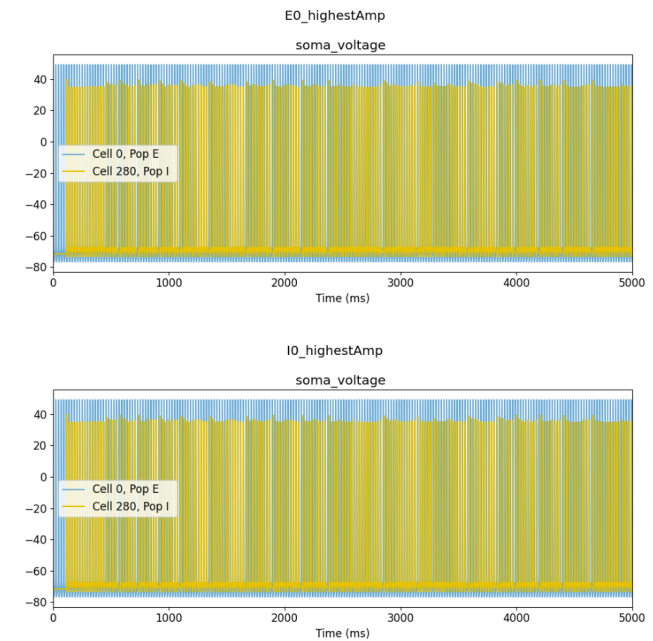 E0_highestAmp
soma_voltage
40
20
0
−20
−40
−60
−80
Cell 0, Pop E
Cell 280, Pop I
0 1000 2000 3000 4000 5000
Time (ms)
I0_highestAmp
soma_voltage
40
20
0
−20
−40
−60
−80
Cell 0, Pop E
Cell 280, Pop I
0 1000 2000 3000 4000 5000
Time (ms)